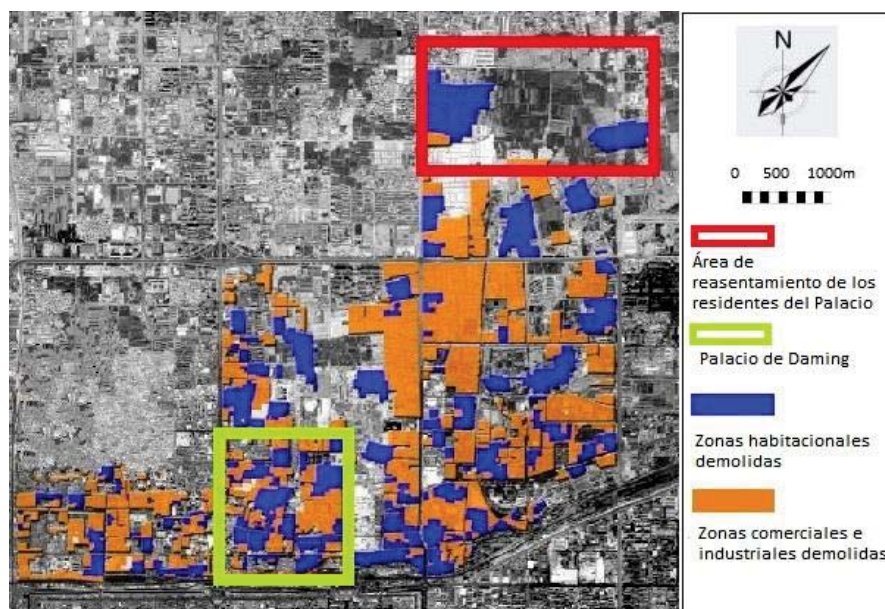 N
0 500 1000m
Área de
reasentamiento de los
residentes del Palacio
Palacio de Daming
Zonas habitacionales
demolidas
Zonas comerciales e
industriales demolidas